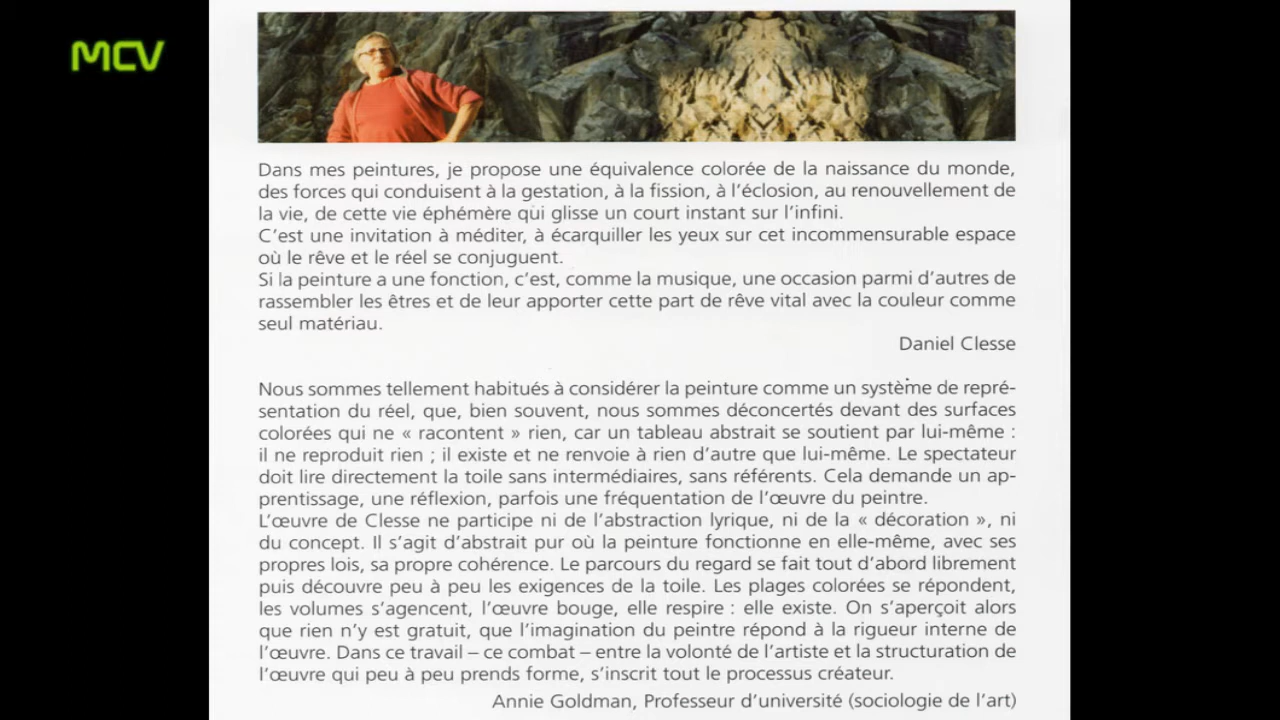 MCV
Dans mes peintures, je propose une équivalence colorée de la naissance du monde,
des forces qui conduisent à la gestation, à la fission, à l'éclosion, au renouvellement de
la vie, de cette vie éphémère qui glisse un court instant sur l'infini.
C'est une invitation à méditer, à écarquiller les yeux sur cet incommensurable espace
où le rêve et le réel se conjuguent.
Si la peinture a une fonction, c'est, comme la musique, une occasion parmi d'autres de
rassembler les êtres et de leur apporter cette part de rêve vital avec la couleur comme
seul matériau.
Daniel Clesse
Nous sommes tellement habitués à considérer la peinture comme un système de repré-
sentation du réel, que, bien souvent, nous sommes déconcertés devant des surfaces
colorées qui ne « racontent » rien, car un tableau abstrait se soutient par lui-même :
il ne reproduit rien ; il existe et ne renvoie à rien d'autre que lui-même. Le spectateur
doit lire directement la toile sans intermédiaires, sans référents. Cela demande un ap-
prentissage, une réflexion, parfois une fréquentation de l'œuvre du peintre.
L'œuvre de Clesse ne participe ni de l'abstraction lyrique, ni de la « décoration », ni
du concept. Il s'agit d'abstrait pur où la peinture fonctionne en elle-même, avec ses
propres lois, sa propre cohérence. Le parcours du regard se fait tout d'abord librement
puis découvre peu à peu les exigences de la toile. Les plages colorées se répondent,
les volumes s'agencent, l'œuvre bouge, elle respire : elle existe. On s'aperçoit alors
que rien n'y est gratuit, que l'imagination du peintre répond à la rigueur interne de
l'œuvre. Dans ce travail – ce combat – entre la volonté de l'artiste et la structuration de
l'œuvre qui peu à peu prends forme, s'inscrit tout le processus créateur.
Annie Goldman, Professeur d'université (sociologie de l'art)